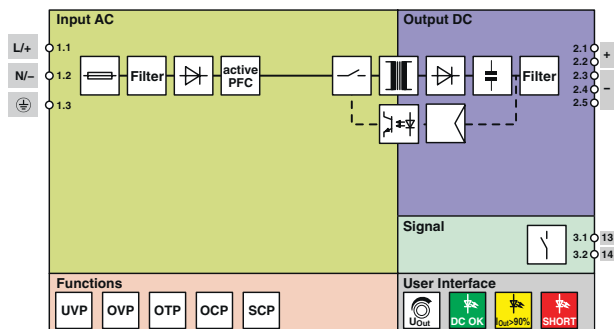 Input AC
Output DC
L/+
1.1
N/–
1.2
1.3
Filter
active
PFC
Filter
2.1
2.2
2.3
2.4
2.5
+
–
Signal
3.1
13
3.2
14
Functions
UVP
OVP
OTP
OCP
SCP
User Interface
UOut
DC OK
IOut>90%
SHORT